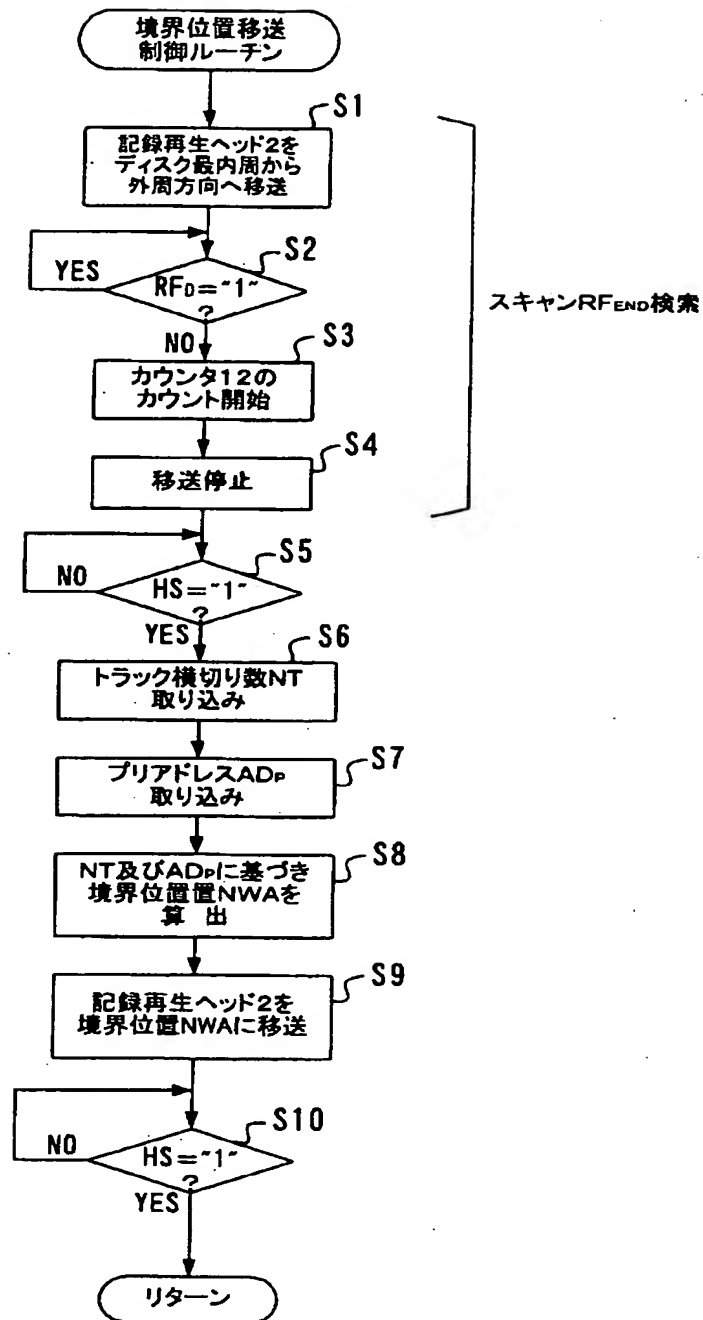 境界位置移送
制御ルーチン
S1
記録再生ヘッド2を
ディスク最内周から
外周方向へ移送
S2
YES
RFD="1"
?
スキャンRFEND検索
NO
S3
カウンタ12の
カウント開始
S4
移送停止
S5
NO
HS="1"
?
YES
S6
トラック横切り数NT
取り込み
S7
プリアドレスADP
取り込み
S8
NT及びADPに基づき
境界位置置NWAを
算 出
S9
記録再生ヘッド2を
境界位置NWAに移送
S10
NO
HS="1"
?
YES
リターン